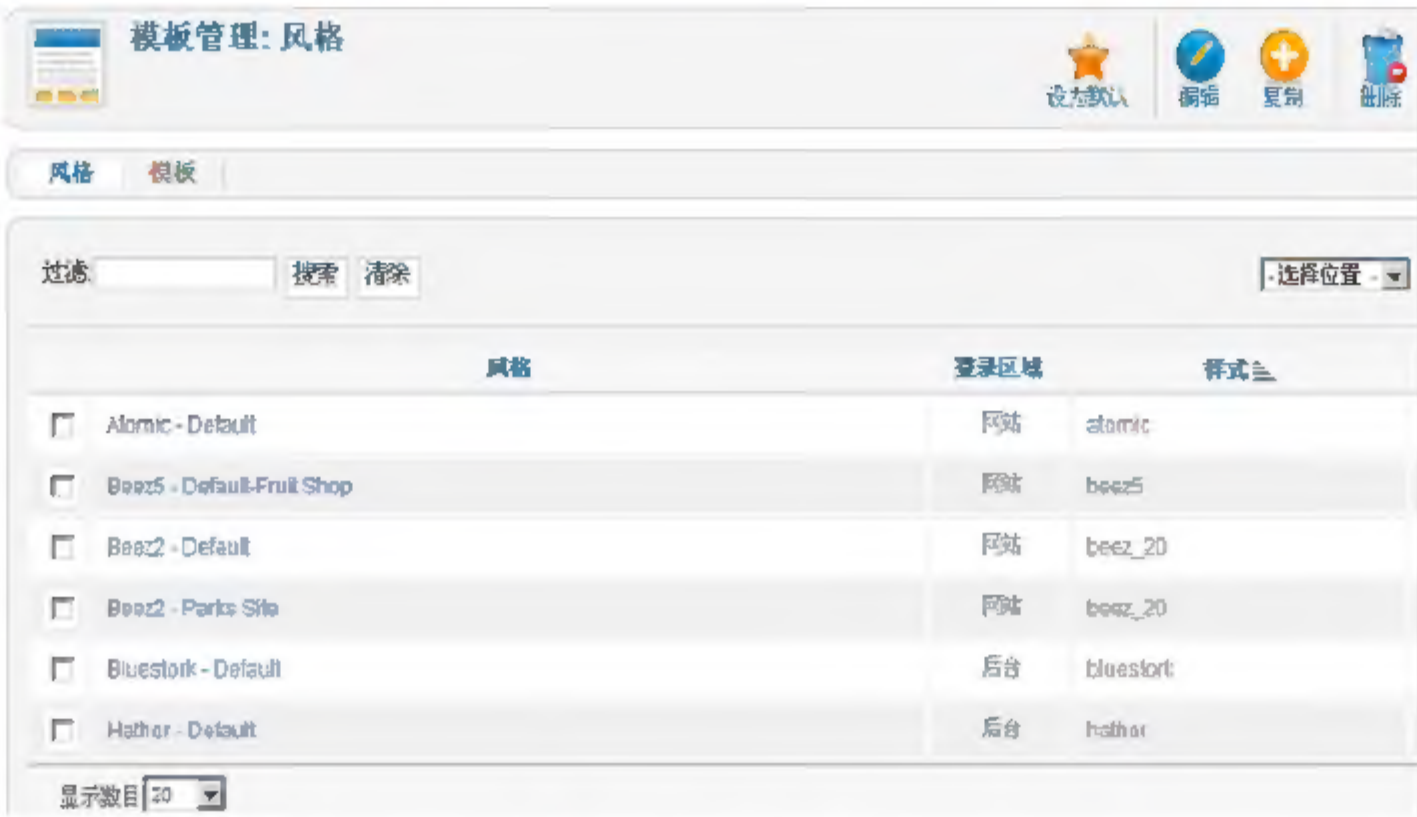 模板管理: 风格
设为默认 编辑 复制 删除
风格 模板
过滤: 搜索 清除 - 选择位置 -
风格 登录区域 样式
Atomic - Default 网站 atomic
Beez5 - Default-Fruit Shop 网站 beez5
Beez2 - Default 网站 beez_20
Beez2 - Parks Site 网站 beez_20
Bluestork - Default 后台 bluestork
Hathor - Default 后台 hathor
显示数目 20